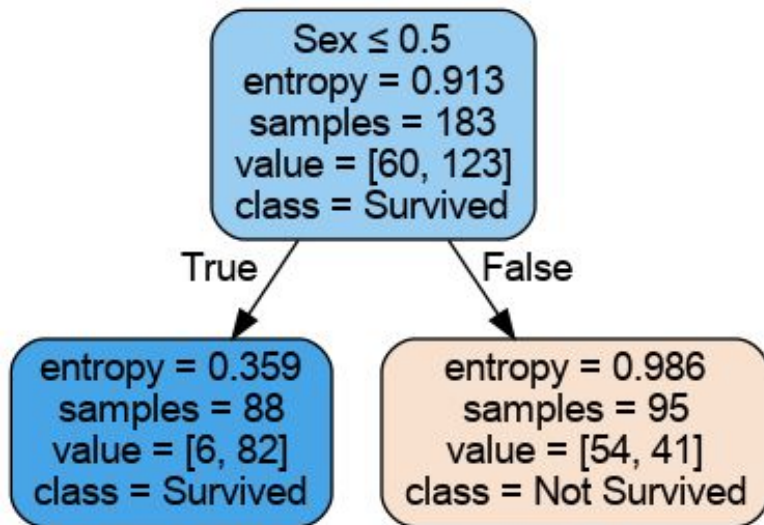 Sex ≤ 0.5
entropy = 0.913
samples = 183
value = [60, 123]
class = Survived
True
False
entropy = 0.359
samples = 88
value = [6, 82]
class = Survived
entropy = 0.986
samples = 95
value = [54, 41]
class = Not Survived